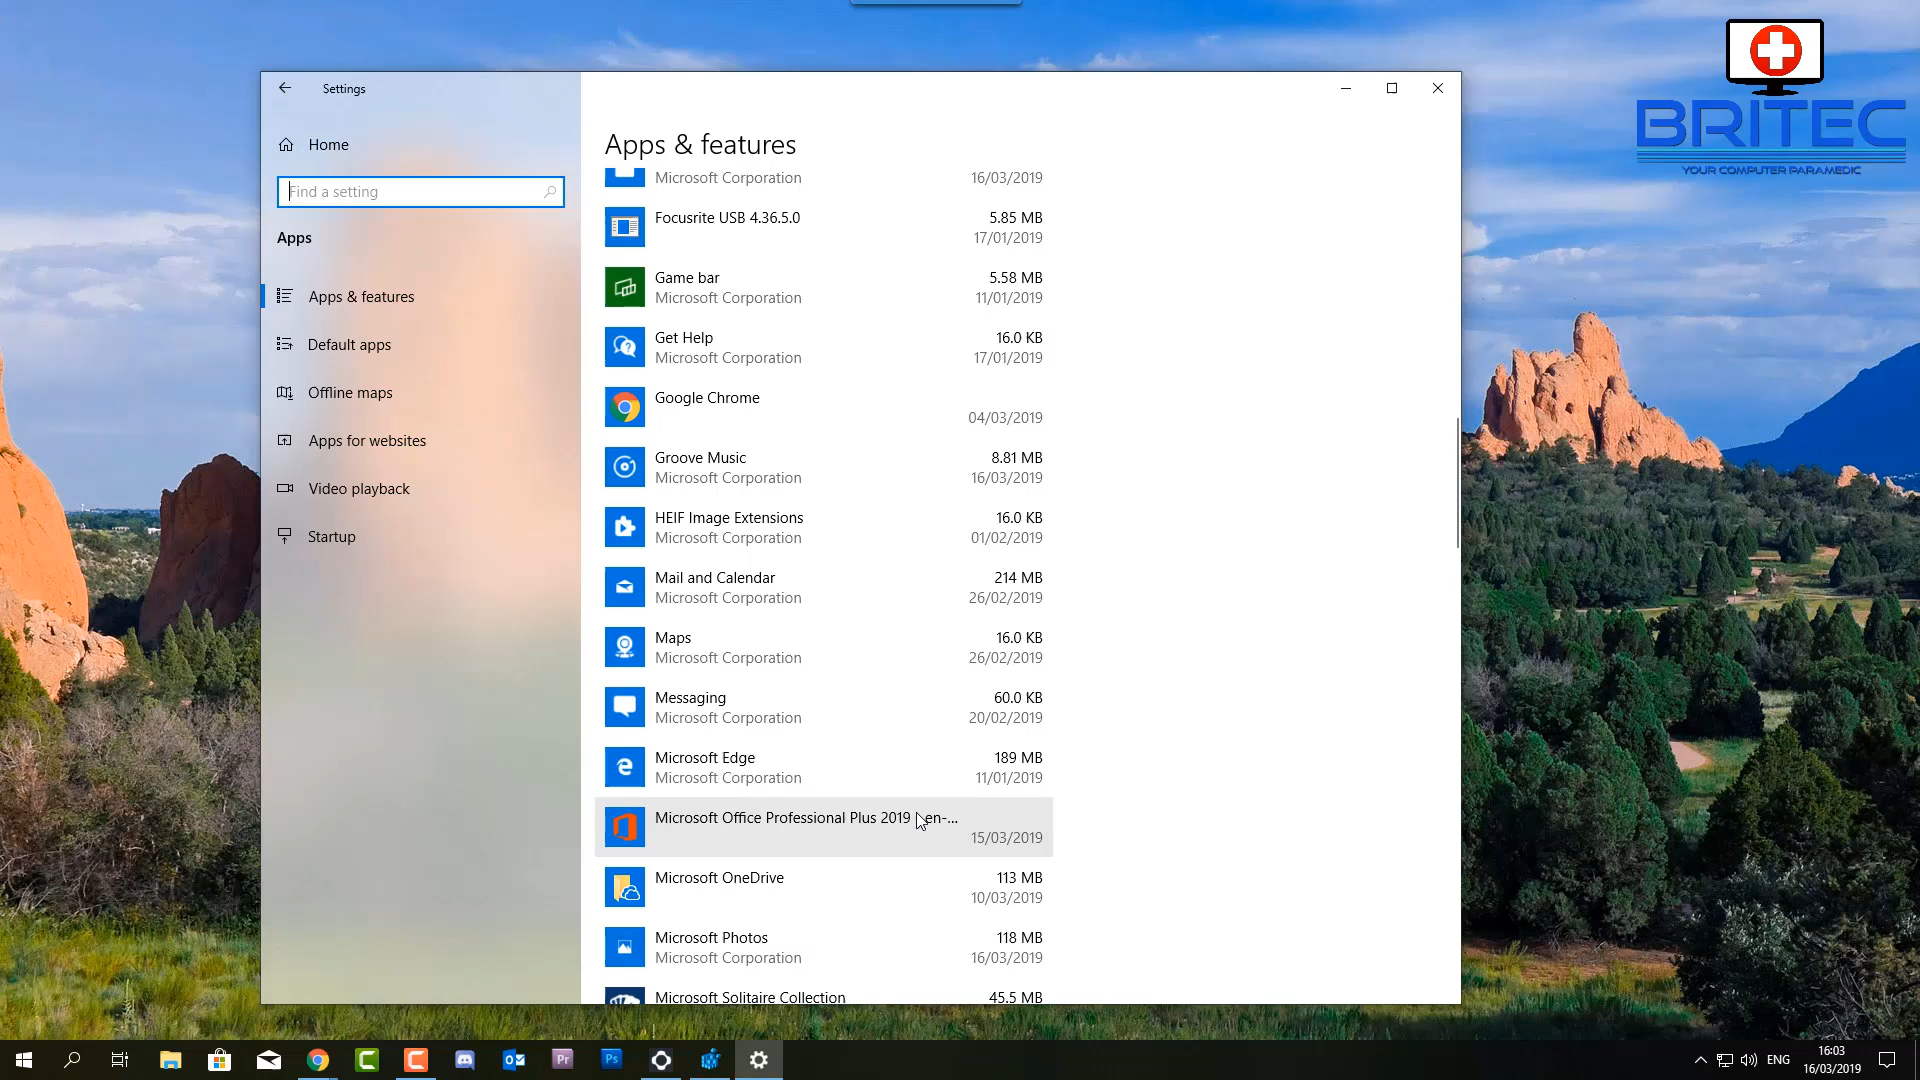 Settings
Home
Find a setting
Apps
Apps & features
Default apps
Offline maps
Apps for websites
Video playback
Startup
Apps & features
Microsoft Corporation 16/03/2019
Focusrite USB 4.36.5.0 5.85 MB
17/01/2019
Game bar 5.58 MB
Microsoft Corporation 11/01/2019
Get Help 16.0 KB
Microsoft Corporation 17/01/2019
Google Chrome
04/03/2019
Groove Music 8.81 MB
Microsoft Corporation 16/03/2019
HEIF Image Extensions 16.0 KB
Microsoft Corporation 01/02/2019
Mail and Calendar 214 MB
Microsoft Corporation 26/02/2019
Maps 16.0 KB
Microsoft Corporation 26/02/2019
Messaging 60.0 KB
Microsoft Corporation 20/02/2019
Microsoft Edge 189 MB
Microsoft Corporation 11/01/2019
Microsoft Office Professional Plus 2019 - en-...
15/03/2019
Microsoft OneDrive 113 MB
10/03/2019
Microsoft Photos 118 MB
Microsoft Corporation 16/03/2019
Microsoft Solitaire Collection 45.5 MB
BRITEC
YOUR COMPUTER PARAMEDIC
Pr
Ps
ENG
16:03
16/03/2019